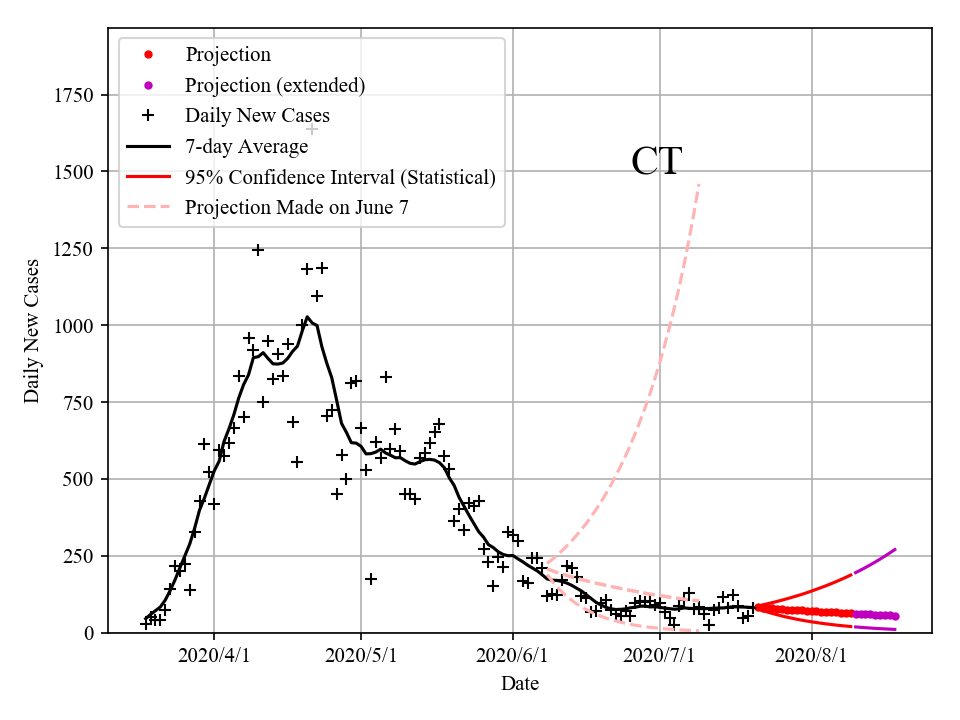 Projection
Projection (extended)
Daily New Cases
7-day Average
95% Confidence Interval (Statistical)
Projection Made on June 7
CT
1750
1500
1250
1000
750
500
250
0
Daily New Cases
2020/4/1
2020/5/1
2020/6/1
2020/7/1
2020/8/1
Date